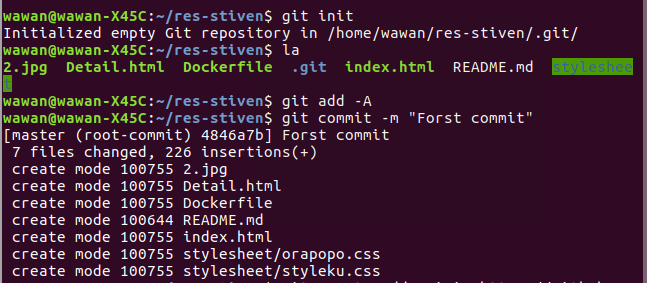 wawan@wawan-X45C:~/res-stiven$ git init
Initialized empty Git repository in /home/wawan/res-stiven/.git/
wawan@wawan-X45C:~/res-stiven$ la
2.jpg  Detail.html  Dockerfile  .git  index.html  README.md  styleshee
t
wawan@wawan-X45C:~/res-stiven$ git add -A
wawan@wawan-X45C:~/res-stiven$ git commit -m "Forst commit"
[master (root-commit) 4846a7b] Forst commit
 7 files changed, 226 insertions(+)
 create mode 100755 2.jpg
 create mode 100755 Detail.html
 create mode 100755 Dockerfile
 create mode 100644 README.md
 create mode 100755 index.html
 create mode 100755 stylesheet/orapopo.css
 create mode 100755 stylesheet/styleku.css